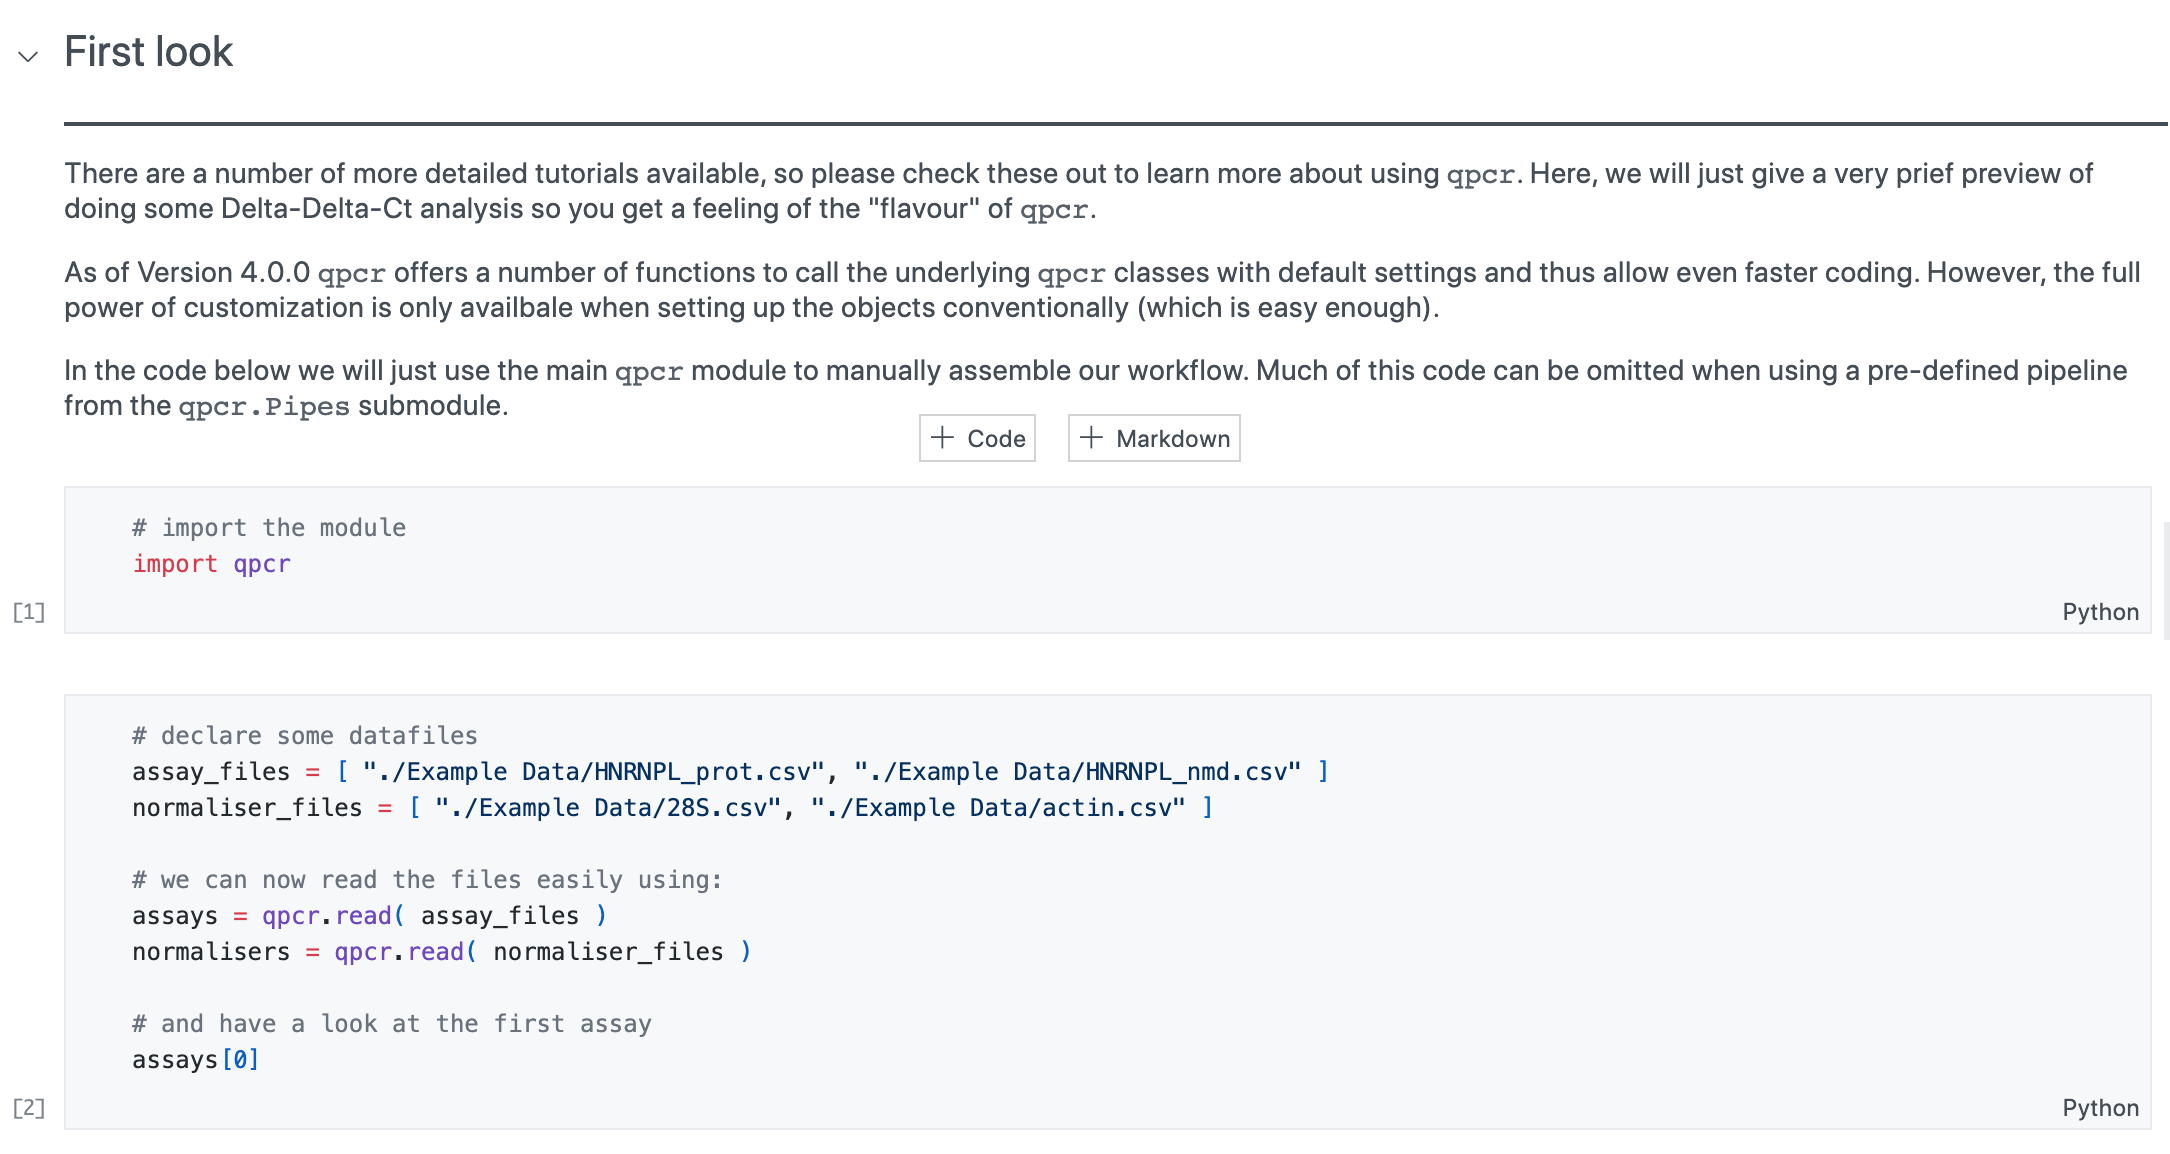 First look
There are a number of more detailed tutorials available, so please check these out to learn more about using qpcr. Here, we will just give a very prief preview of
doing some Delta-Delta-Ct analysis so you get a feeling of the "flavour" of qpcr.
As of Version 4.0.0 qpcr offers a number of functions to call the underlying qpcr classes with default settings and thus allow even faster coding. However, the full
power of customization is only availbale when setting up the objects conventionally (which is easy enough).
In the code below we will just use the main qpcr module to manually assemble our workflow. Much of this code can be omitted when using a pre-defined pipeline
from the qpcr.Pipes submodule.
+ Code + Markdown
# import the module
import qpcr
[1] Python
# declare some datafiles
assay_files = [ "./Example Data/HNRNPL_prot.csv", "./Example Data/HNRNPL_nmd.csv" ]
normaliser_files = [ "./Example Data/28S.csv", "./Example Data/actin.csv" ]
# we can now read the files easily using:
assays = qpcr.read( assay_files )
normalisers = qpcr.read( normaliser_files )
# and have a look at the first assay
assays[0]
[2] Python